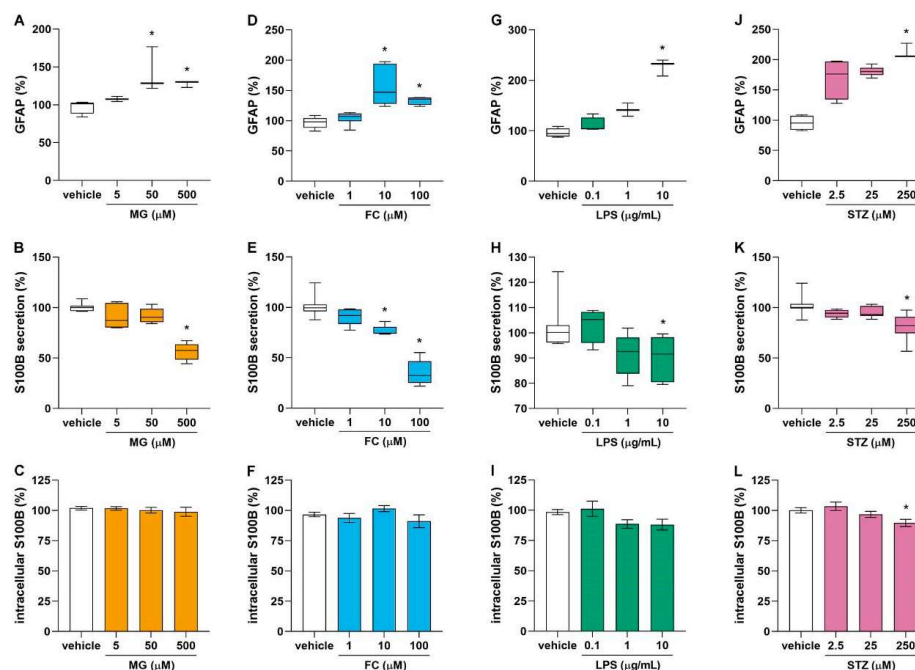 A
GFAP (%)
200
150
100
50
0
*
*
vehicle 5 50 500
MG (μM)
D
GFAP (%)
200
150
100
50
0
*
*
vehicle 1 10 100
FC (μM)
G
GFAP (%)
300
200
100
0
*
vehicle 0.1 1 10
LPS (μg/mL)
J
GFAP (%)
250
200
150
100
50
0
*
vehicle 2.5 25 250
STZ (μM)
B
S100B secretion (%)
150
100
50
0
*
vehicle 5 50 500
MG (μM)
E
S100B secretion (%)
150
100
50
0
*
*
vehicle 1 10 100
FC (μM)
H
S100B secretion (%)
130
120
110
100
90
80
70
*
vehicle 0.1 1 10
LPS (μg/mL)
K
S100B secretion (%)
150
100
50
0
*
vehicle 2.5 25 250
STZ (μM)
C
intracellular S100B (%)
125
100
75
50
25
0
vehicle 5 50 500
MG (μM)
F
intracellular S100B (%)
125
100
75
50
25
0
vehicle 1 10 100
FC (μM)
I
intracellular S100B (%)
125
100
75
50
25
0
vehicle 0.1 1 10
LPS (μg/mL)
L
intracellular S100B (%)
125
100
75
50
25
0
*
vehicle 2.5 25 250
STZ (μM)